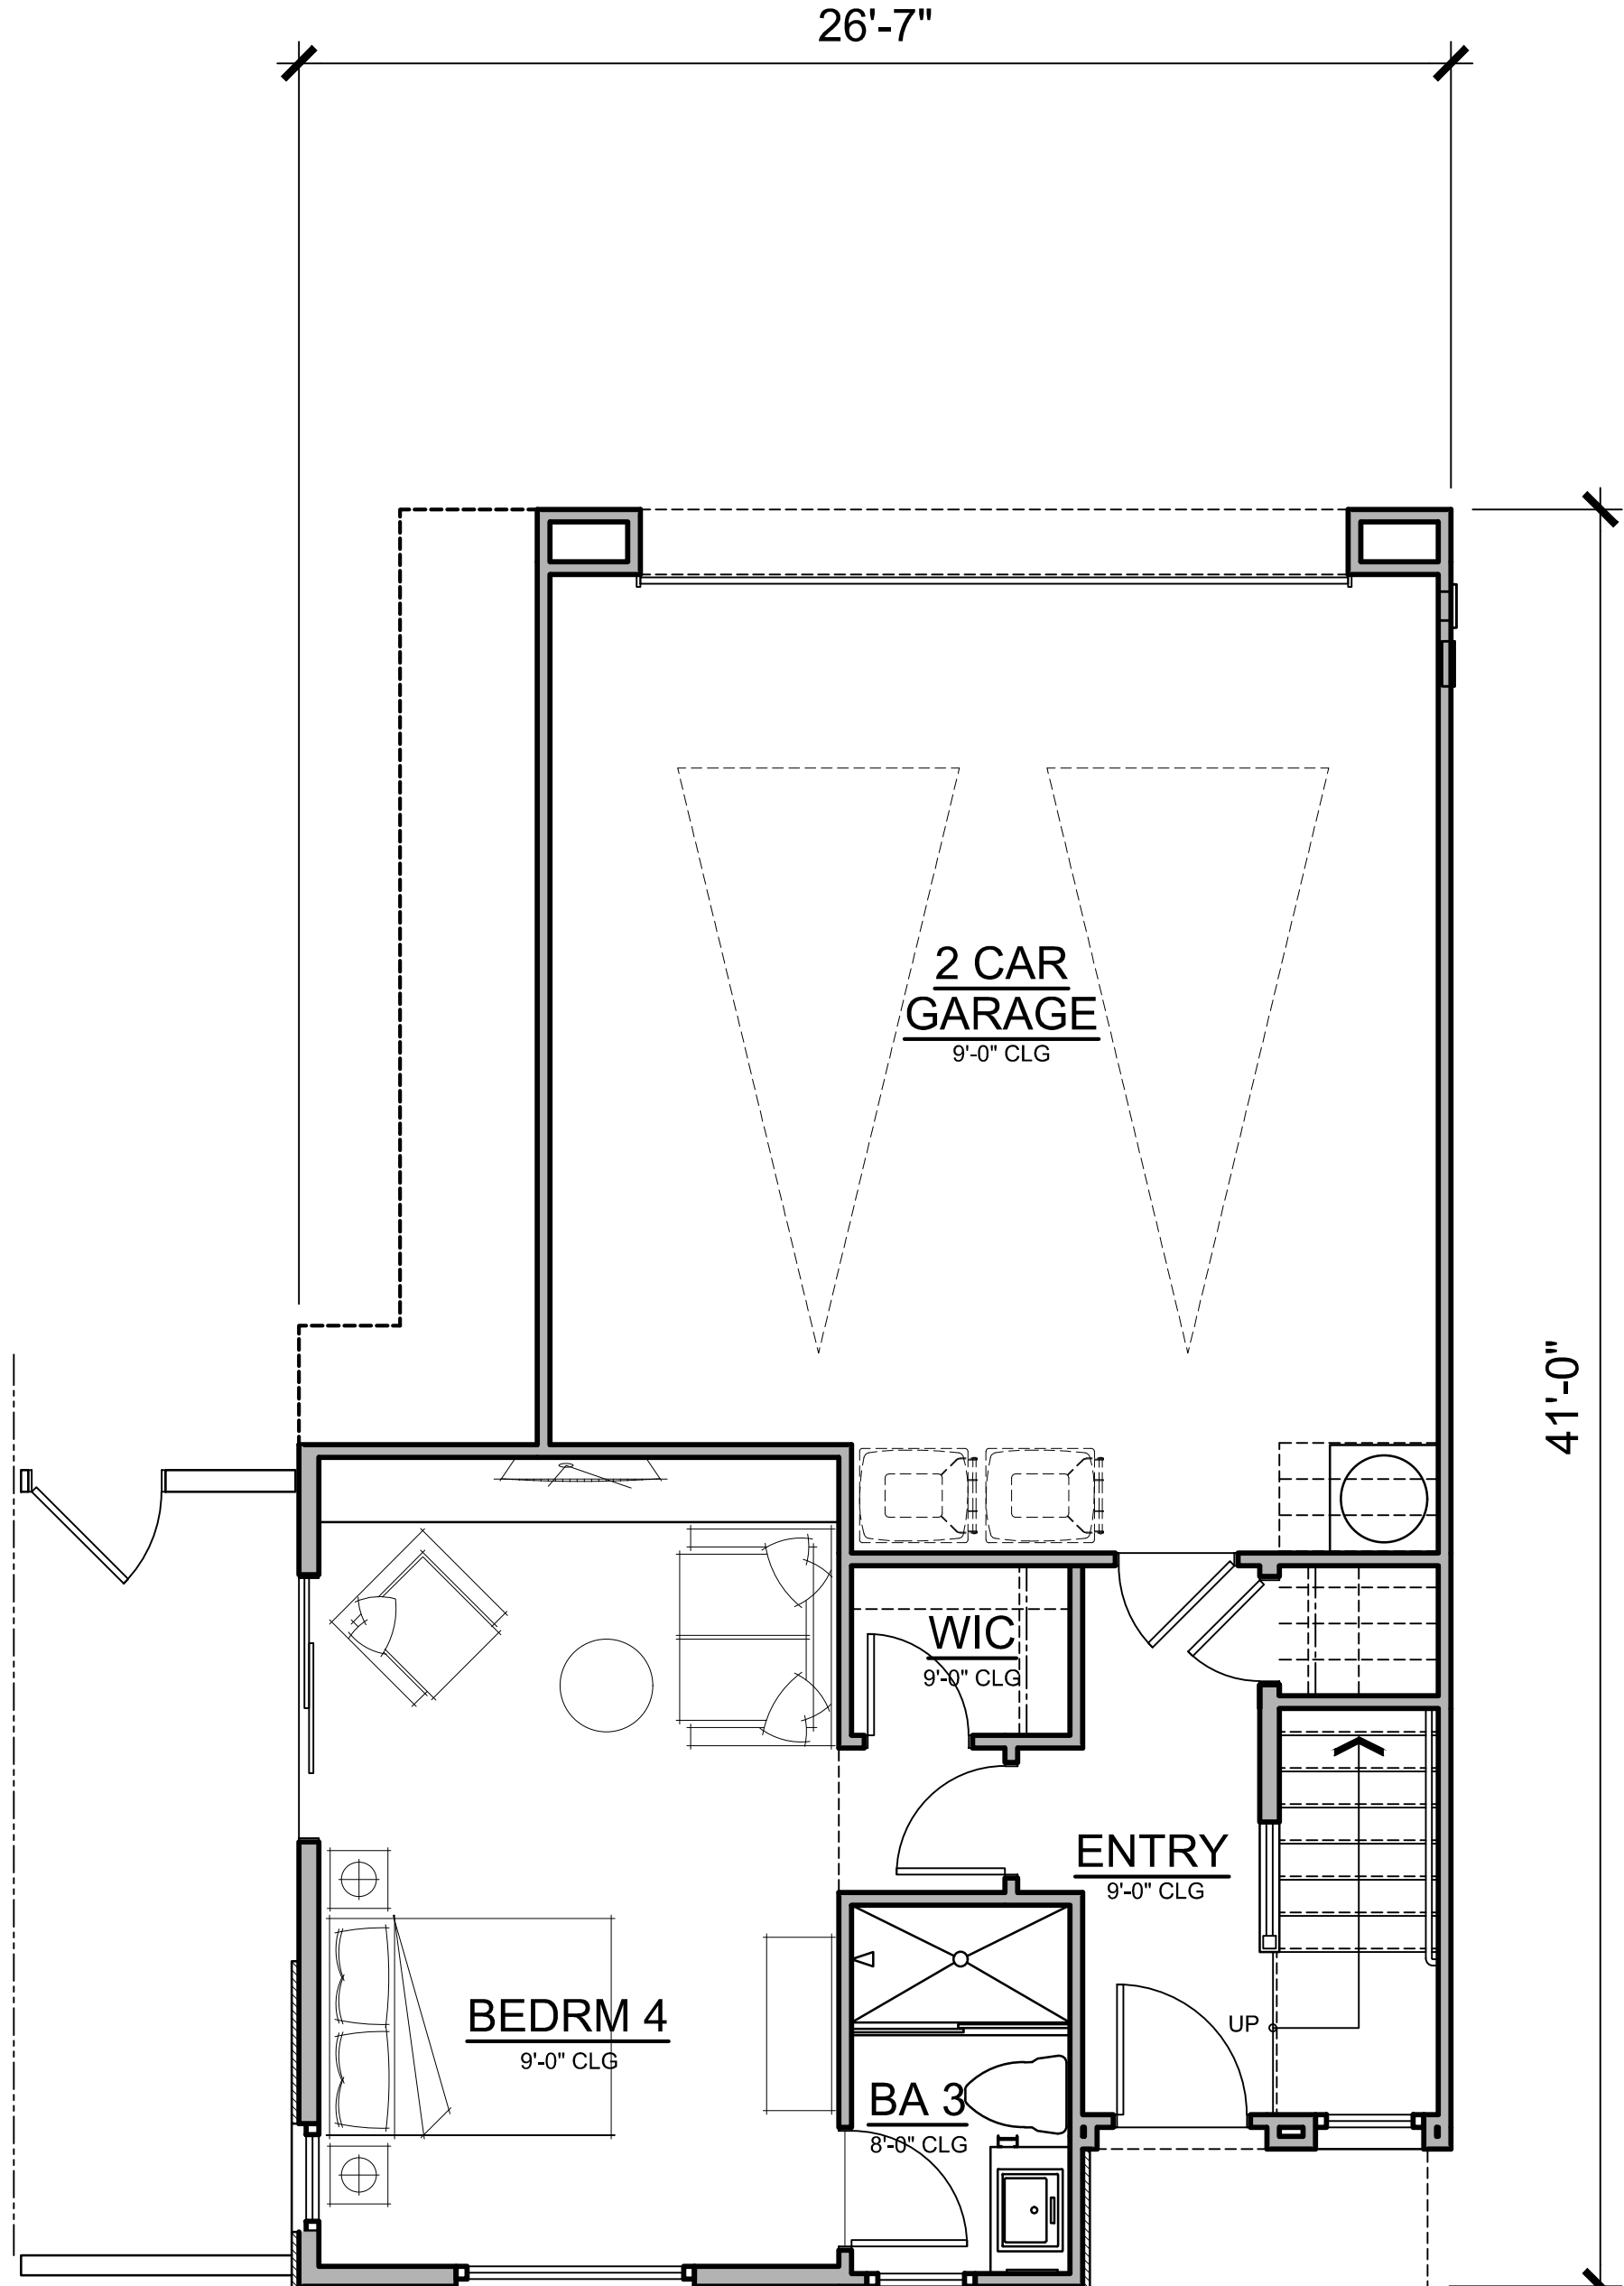 26'-7"
2 CAR
GARAGE
9'-0" CLG
41'-0"
WIC
9'-0" CLG
ENTRY
9'-0" CLG
BEDRM 4
9'-0" CLG
UP
BA 3
8'-0" CLG